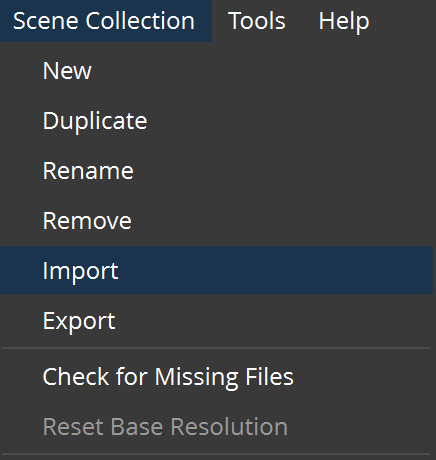 Scene Collection Tools Help
New
Duplicate
Rename
Remove
Import
Export
Check for Missing Files
Reset Base Resolution